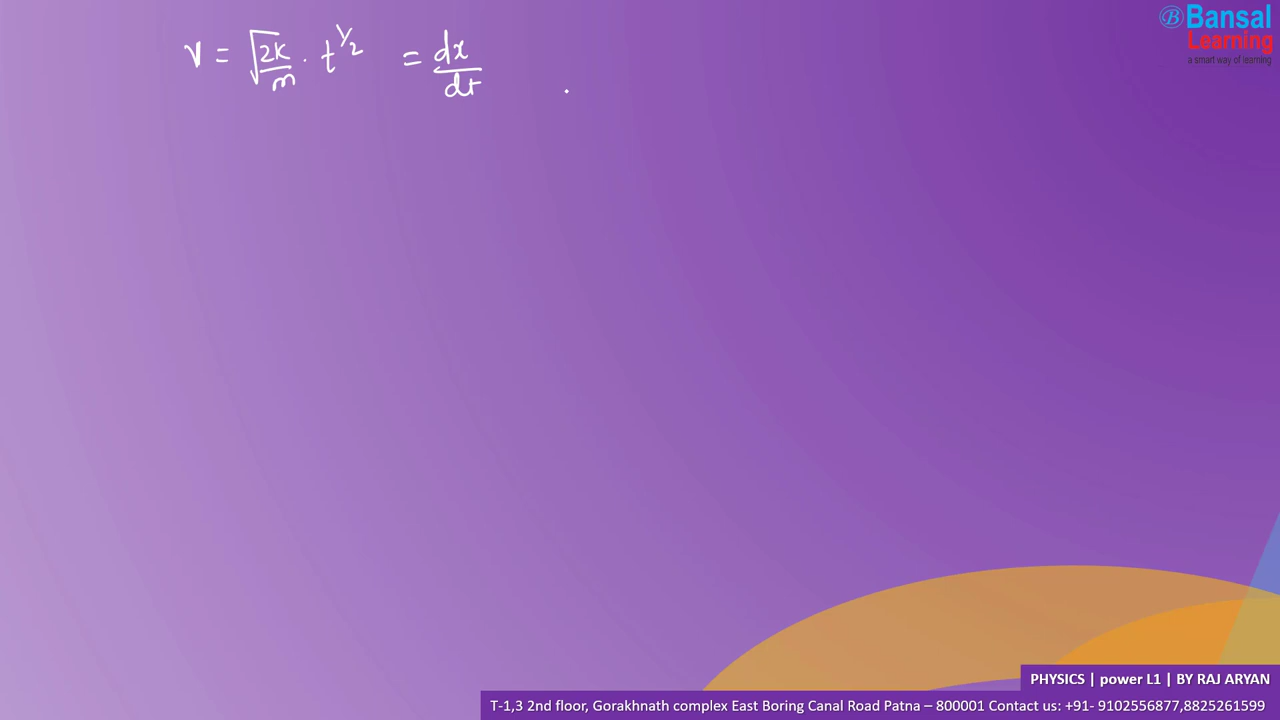 v = √2k/m · t^1/2 = dx/dt
Bansal
Learning
a smart way of learning
PHYSICS | power L1 | BY RAJ ARYAN
T-1,3 2nd floor, Gorakhnath complex East Boring Canal Road Patna – 800001 Contact us: +91- 9102556877,8825261599